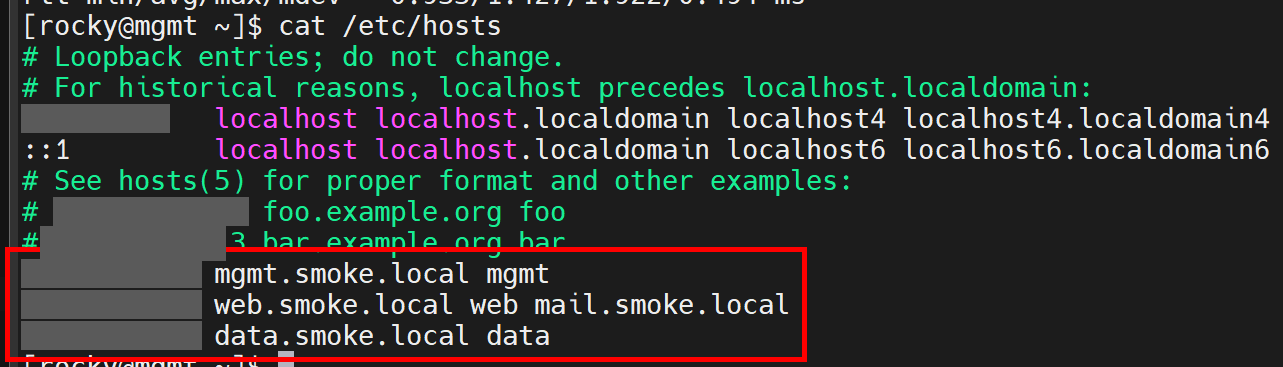 [rocky@mgmt ~]$ cat /etc/hosts
# Loopback entries; do not change.
# For historical reasons, localhost precedes localhost.localdomain:
localhost localhost.localdomain localhost4 localhost4.localdomain4
::1 localhost localhost.localdomain localhost6 localhost6.localdomain6
# See hosts(5) for proper format and other examples:
# foo.example.org foo
# 3 bar.example.org bar
mgmt.smoke.local mgmt
web.smoke.local web mail.smoke.local
data.smoke.local data
[rocky@mgmt ~]$